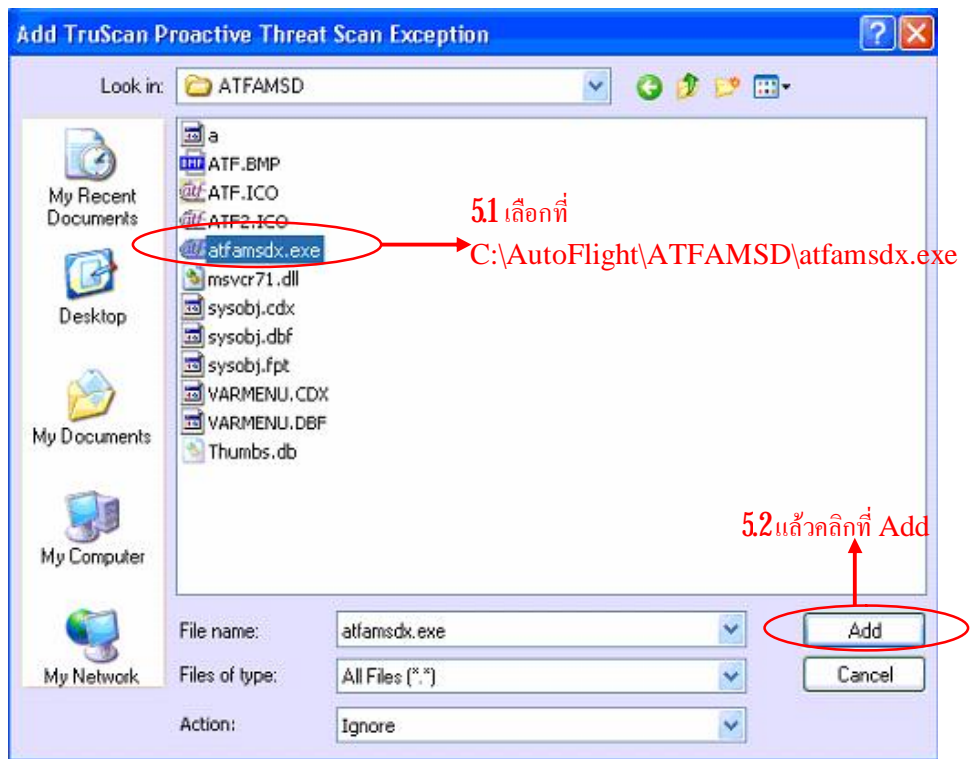 Add TruScan Proactive Threat Scan Exception
Look in:
ATFAMSD
My Recent Documents
Desktop
My Documents
My Computer
My Network
a
ATF.BMP
ATF.ICO
ATF2.ICO
atfamsdx.exe
msvcr71.dll
sysobj.cdx
sysobj.dbf
sysobj.fpt
VARMENU.CDX
VARMENU.DBF
Thumbs.db
5.1 เลือกที่
C:\AutoFlight\ATFAMSD\atfamsdx.exe
5.2 แล้วคลิกที่ Add
File name:
atfamsdx.exe
Add
Files of type:
All Files (*.*)
Cancel
Action:
Ignore